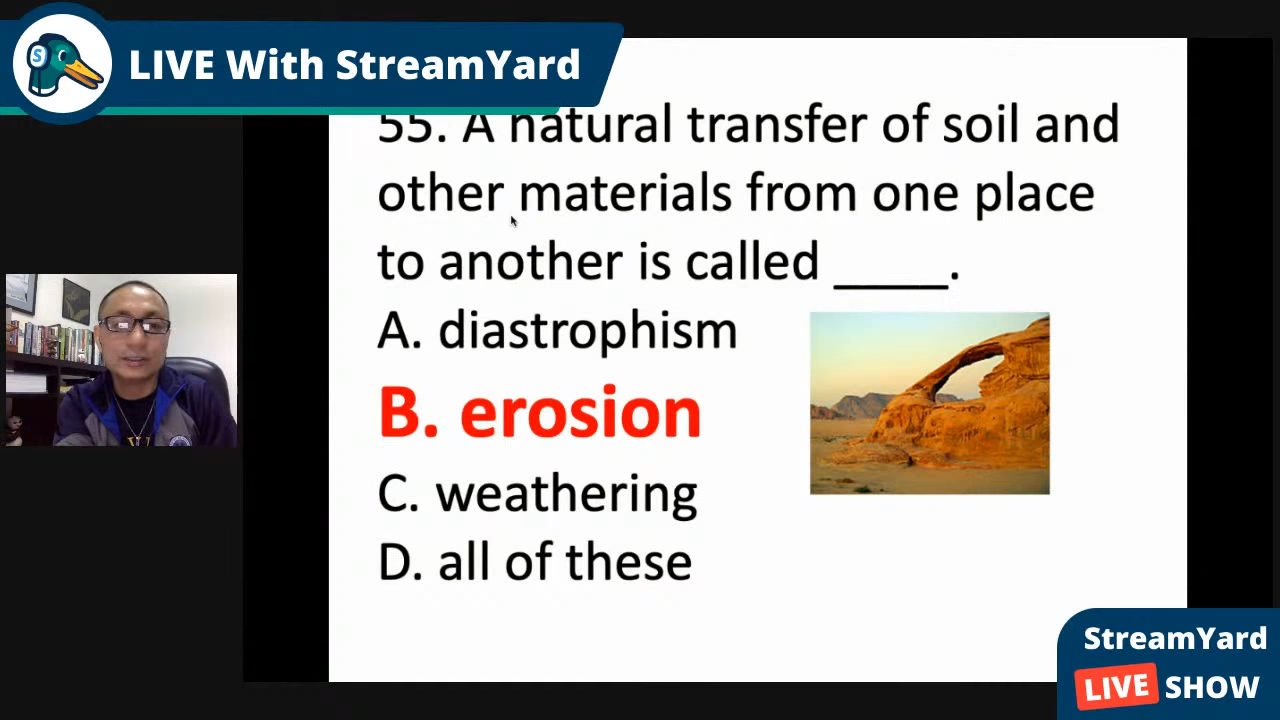 S
LIVE With StreamYard
55. A natural transfer of soil and
other materials from one place
to another is called _____.
A. diastrophism
B. erosion
C. weathering
D. all of these
StreamYard
LIVE SHOW